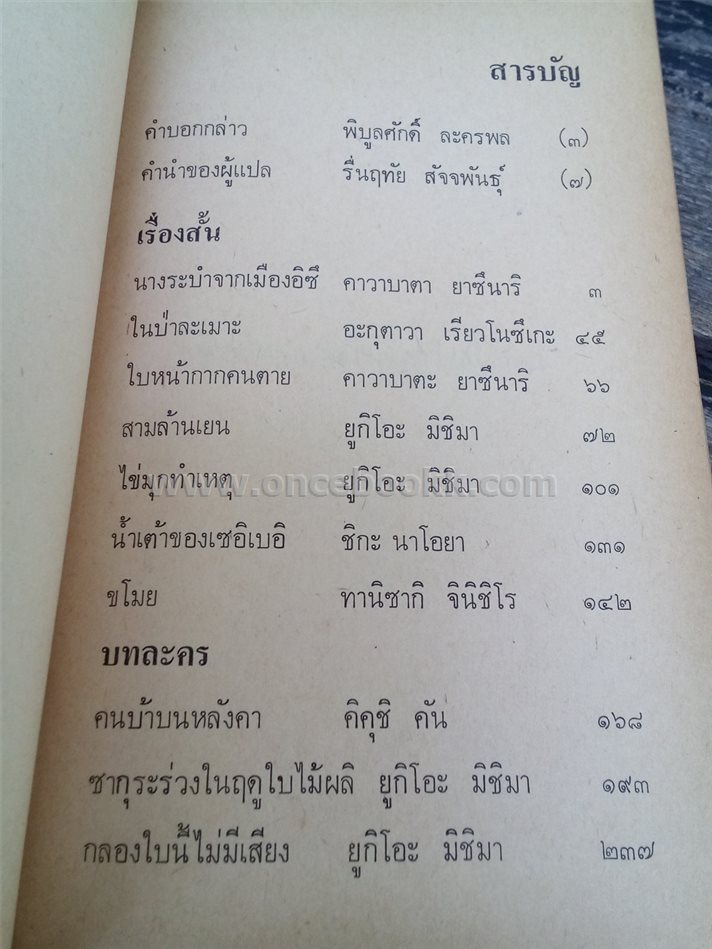 สารบัญ
คำบอกกล่าว พิบูลศักดิ์ ละครพล (๓)
คำนำของผู้แปล รื่นฤทัย สัจจพันธุ์ (๗)
เรื่องสั้น
นางระบำจากเมืองอิซึ คาวาบาตา ยาซึนาริ ๓
ในป่าละเมาะ อะกุตาวา เรียวโนซึเกะ ๔๕
ใบหน้ากากคนตาย คาวาบาตะ ยาซึนาริ ๖๖
สามล้านเยน ยูกิโอะ มิชิมา ๗๒
ไข่มุกทำเหตุ ยูกิโอะ มิชิมา ๑๐๑
www.oncebookk.com
น้ำเต้าของเซอิเบอิ ชิกะ นาโอยา ๑๓๑
ขโมย ทานิซากิ จินิชิโร ๑๔๒
บทละคร
คนบ้าบนหลังคา คิคุชิ คัน ๑๖๘
ซากุระร่วงในฤดูใบไม้ผลิ ยูกิโอะ มิชิมา ๑๙๓
กลองใบนี้ไม่มีเสียง ยูกิโอะ มิชิมา ๒๓๗